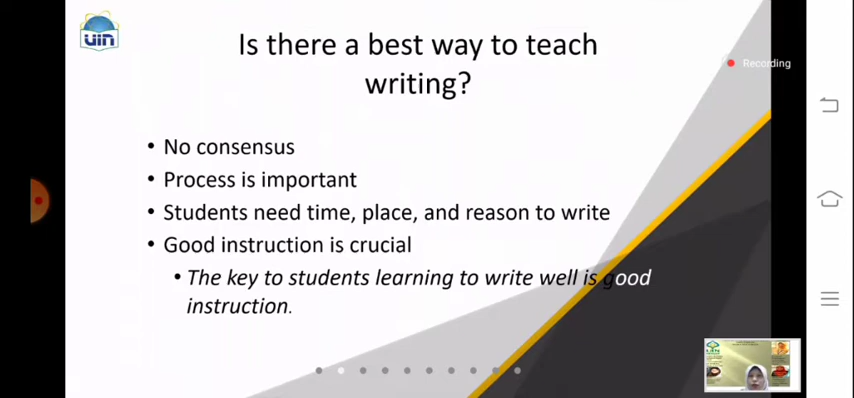 uin
Is there a best way to teach
writing?
Recording
• No consensus
• Process is important
• Students need time, place, and reason to write
• Good instruction is crucial
• The key to students learning to write well is good
instruction.